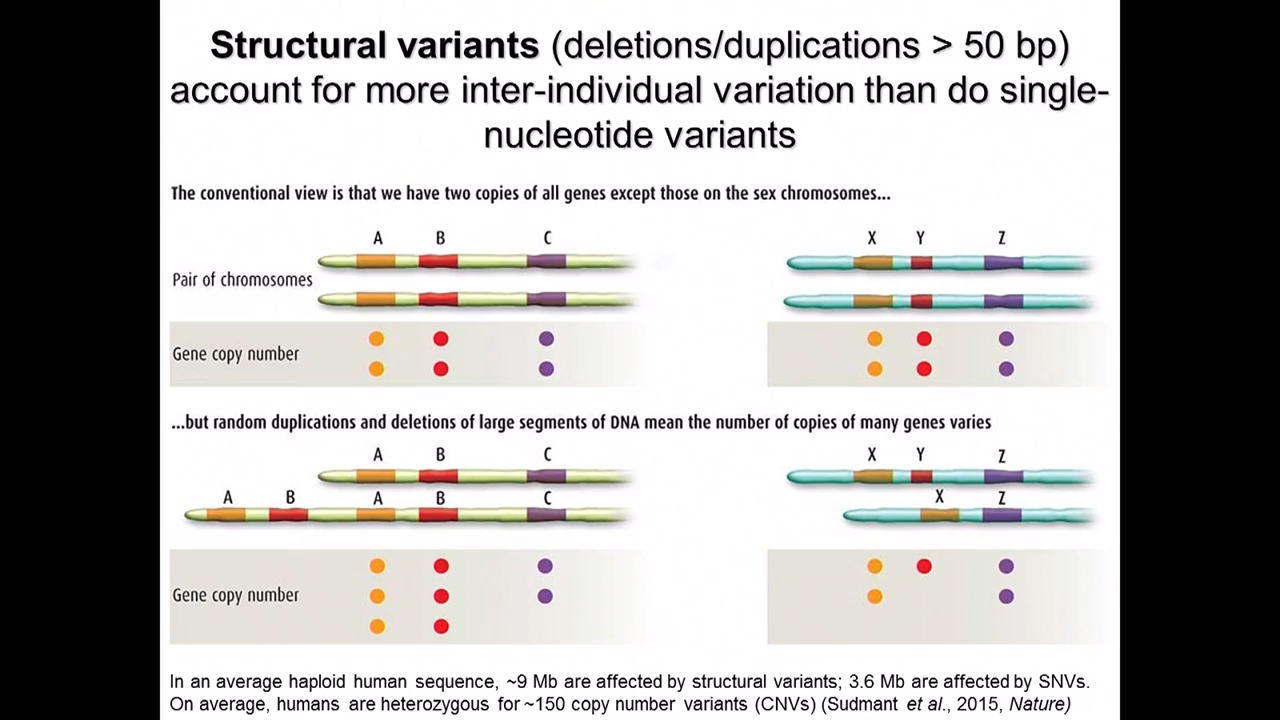 Structural variants (deletions/duplications > 50 bp)
account for more inter-individual variation than do single-
nucleotide variants
The conventional view is that we have two copies of all genes except those on the sex chromosomes...
A B C X Y Z
Pair of chromosomes
Gene copy number
...but random duplications and deletions of large segments of DNA mean the number of copies of many genes varies
A B C X Y Z
A B A B C X Z
Gene copy number
In an average haploid human sequence, ~9 Mb are affected by structural variants; 3.6 Mb are affected by SNVs.
On average, humans are heterozygous for ~150 copy number variants (CNVs) (Sudmant et al., 2015, Nature)